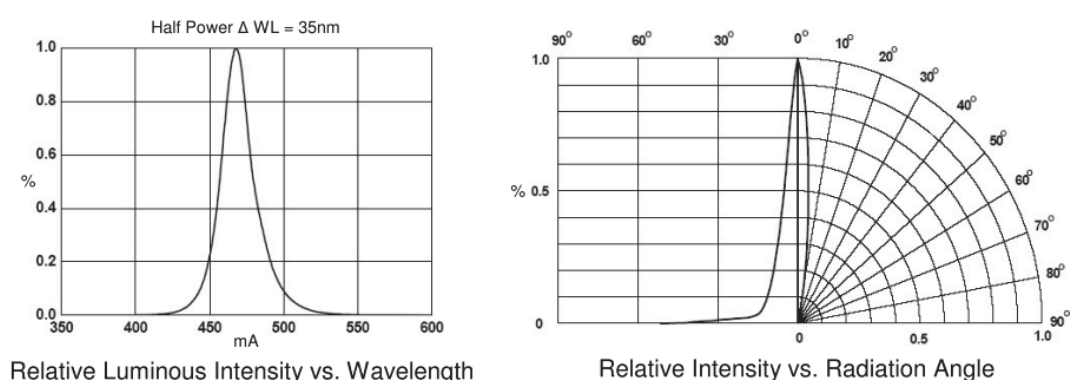 Half Power Δ WL = 35nm
1.0
0.8
0.6
%
0.4
0.2
0.0
350 400 450 500 550 600
mA
Relative Luminous Intensity vs. Wavelength
90° 60° 30° 0° 10° 20° 30° 40° 50° 60° 70° 80° 90°
1.0
% 0.5
0
0 0.5 1.0
Relative Intensity vs. Radiation Angle